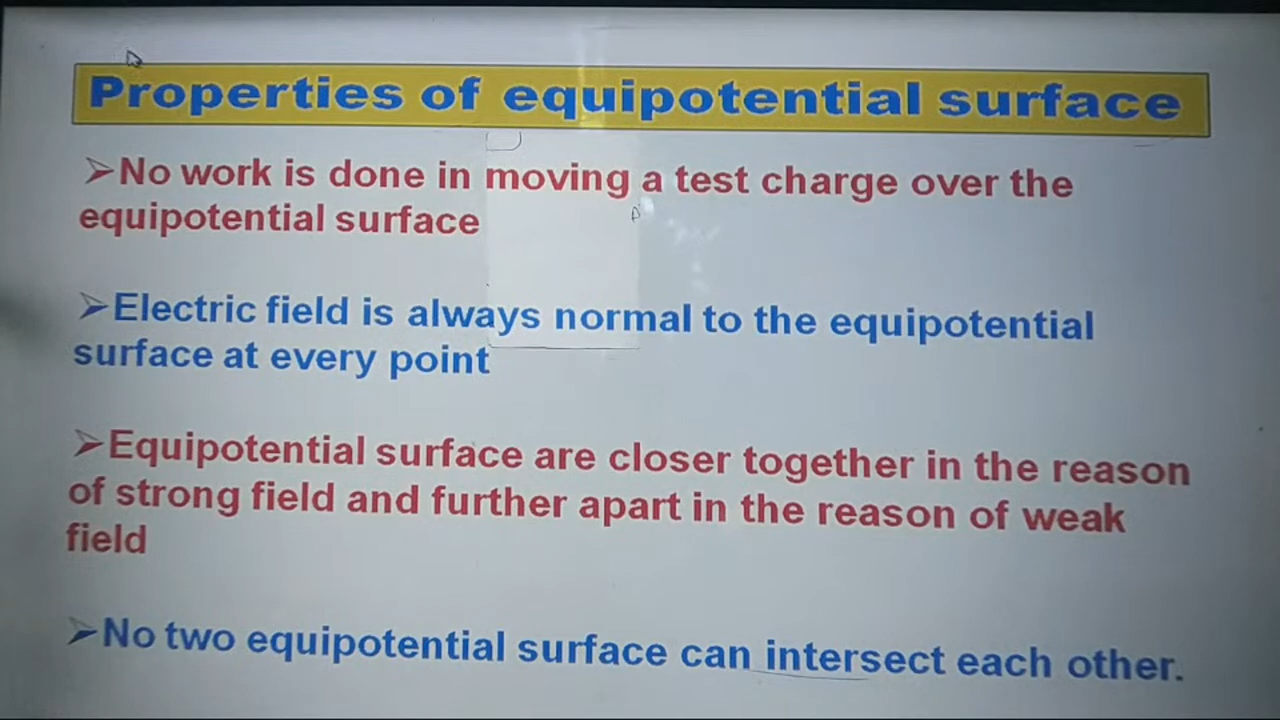 Properties of equipotential surface
➢No work is done in moving a test charge over the
equipotential surface
➢Electric field is always normal to the equipotential
surface at every point
➢Equipotential surface are closer together in the reason
of strong field and further apart in the reason of weak
field
➢No two equipotential surface can intersect each other.